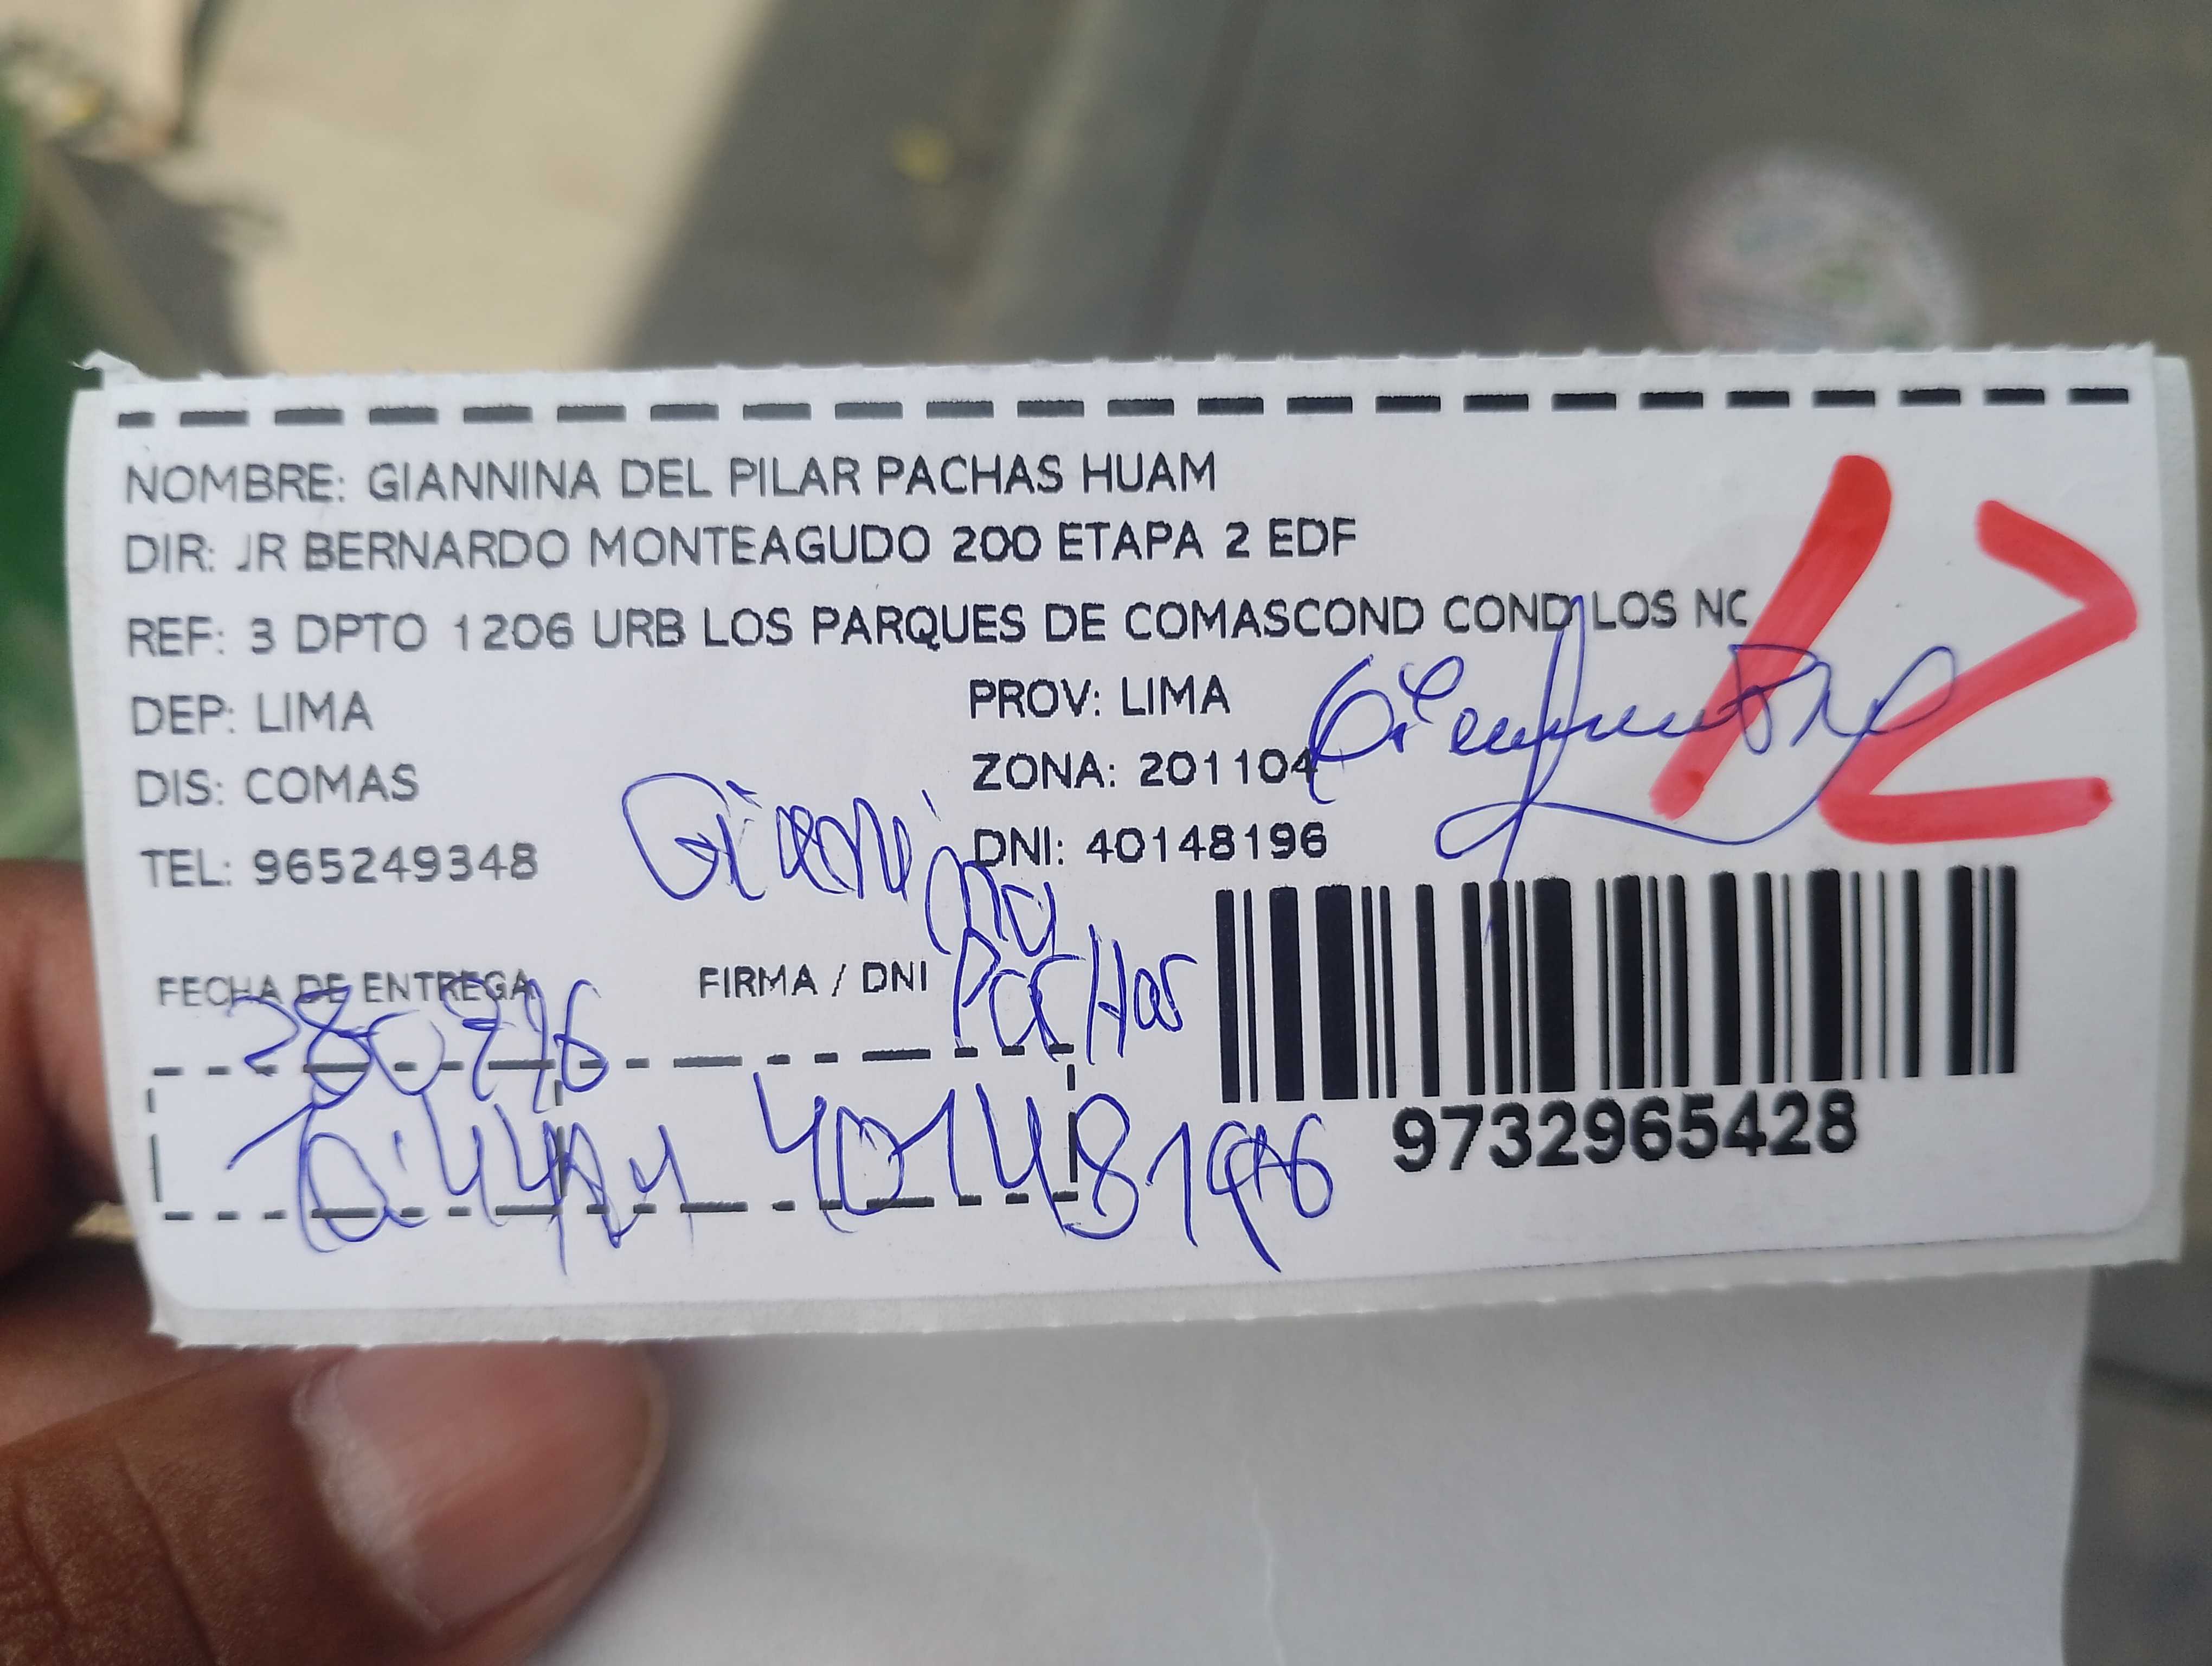 NOMBRE: GIANNINA DEL PILAR PACHAS HUAM
DIR: JR BERNARDO MONTEAGUDO 200 ETAPA 2 EDF
REF: 3 DPTO 1206 URB LOS PARQUES DE COMASCOND COND LOS NC
DEP: LIMA PROV: LIMA
DIS: COMAS ZONA: 201104
TEL: 965249348 DNI: 40148196
12
Giannina
Pachas
FECHA DE ENTREGA FIRMA / DNI
40148196
9732965428